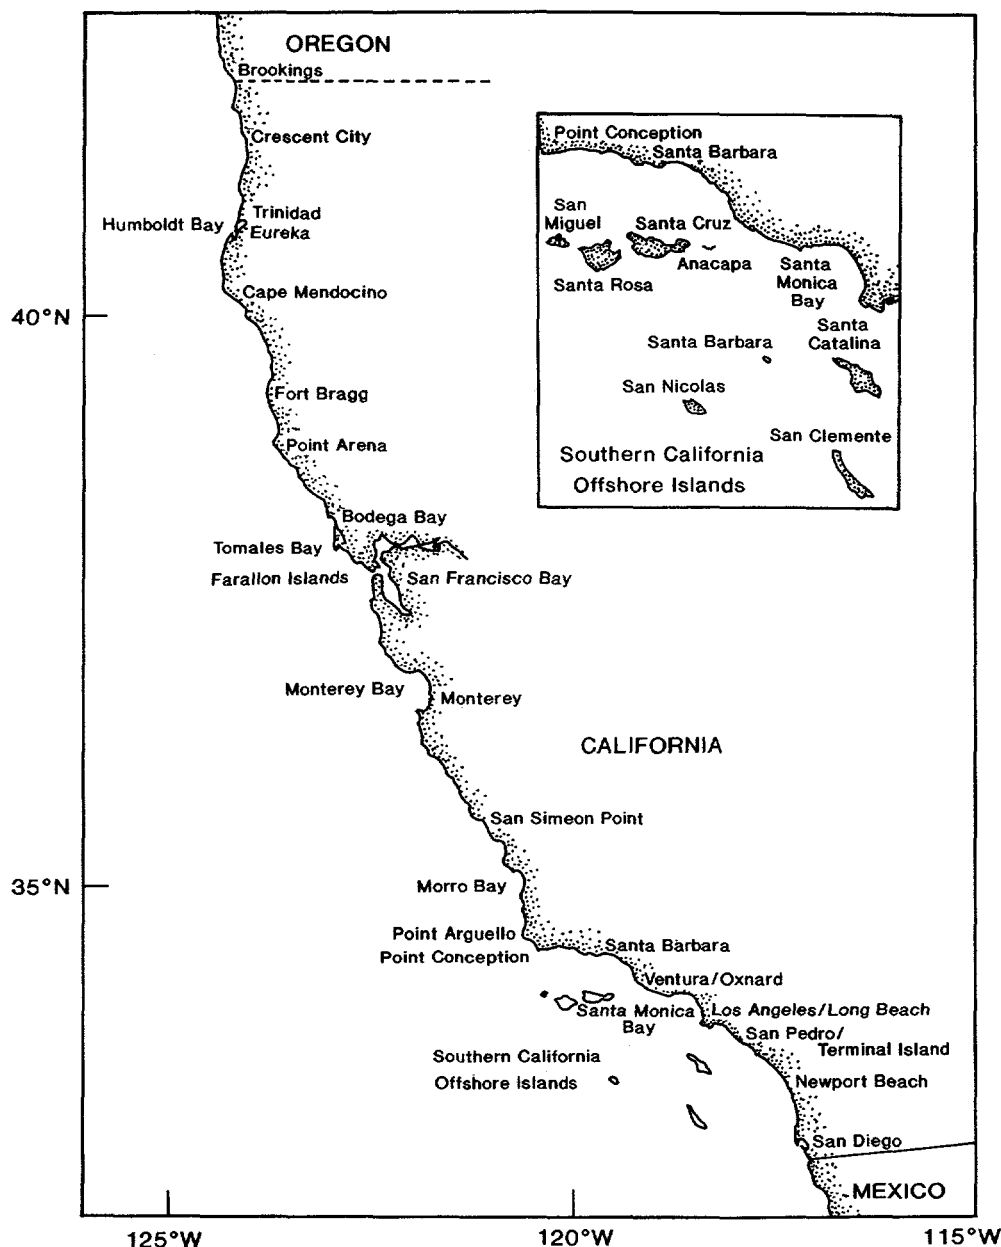 OREGON
Brookings
Crescent City
Trinidad
Humboldt Bay
Eureka
Cape Mendocino
40°N
Fort Bragg
Point Arena
Bodega Bay
Tomales Bay
Farallon Islands
San Francisco Bay
Monterey Bay
Monterey
CALIFORNIA
San Simeon Point
35°N
Morro Bay
Point Arguello
Point Conception
Santa Barbara
Ventura/Oxnard
Santa Monica
Bay
Los Angeles/Long Beach
San Pedro/
Terminal Island
Southern California
Offshore Islands
Newport Beach
San Diego
MEXICO
125°W
120°W
115°W
Point Conception
Santa Barbara
San
Miguel
Santa Cruz
Anacapa
Santa Rosa
Santa
Monica
Bay
Santa Barbara
Santa
Catalina
San Nicolas
San Clemente
Southern California
Offshore Islands